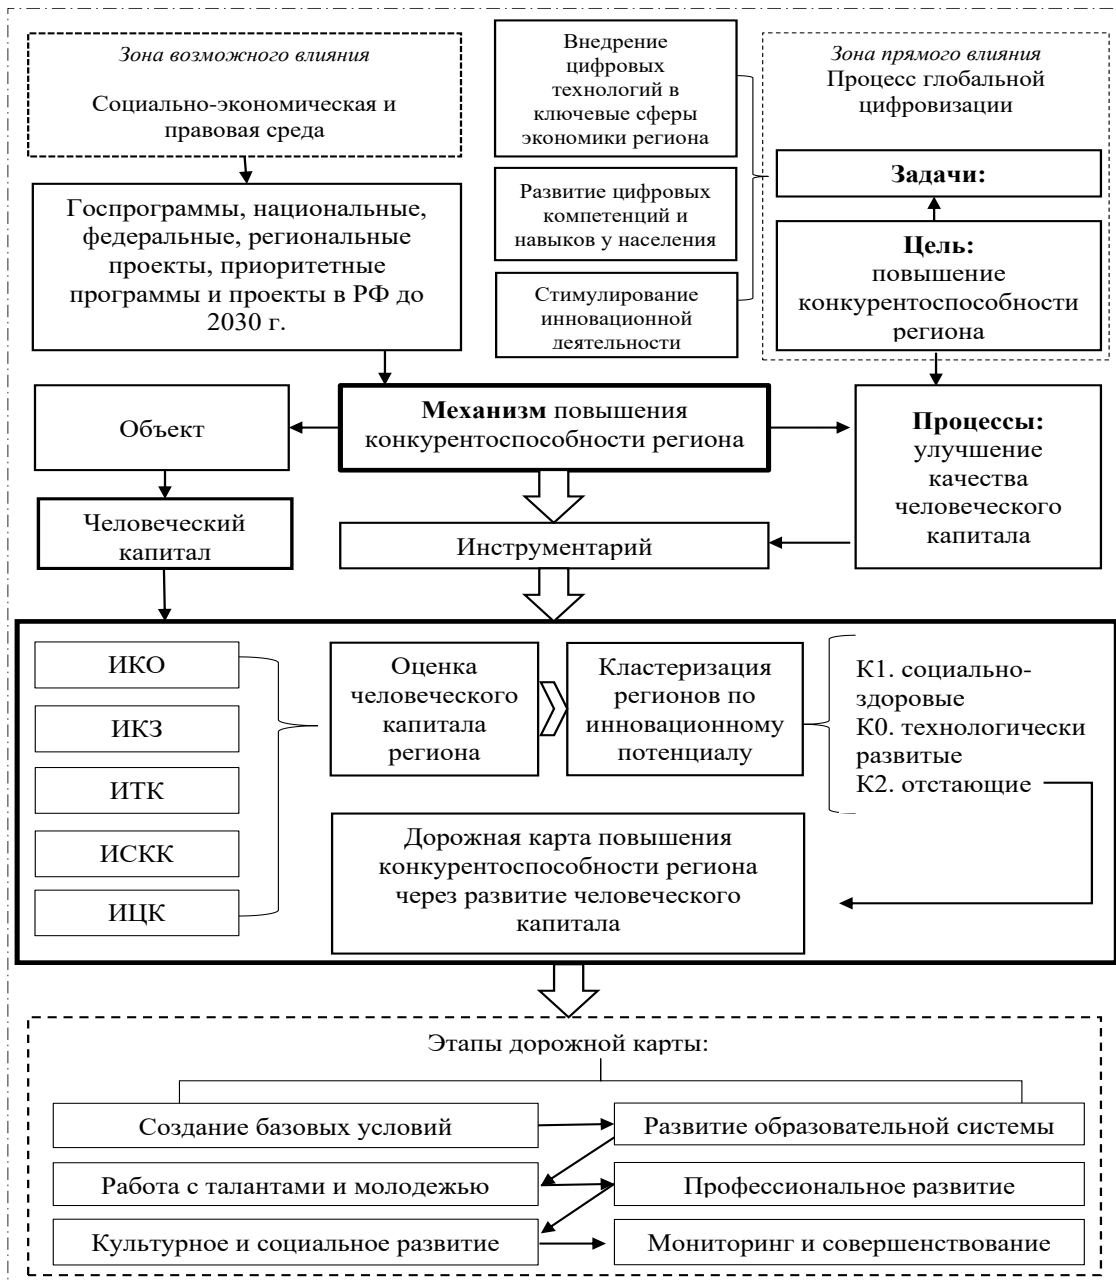 Зона возможного влияния
Социально-экономическая и
правовая среда
Госпрограммы, национальные,
федеральные, региональные
проекты, приоритетные
программы и проекты в РФ до
2030 г.
Внедрение
цифровых
технологий в
ключевые сферы
экономики региона
Развитие цифровых
компетенций и
навыков у населения
Стимулирование
инновационной
деятельности
Зона прямого влияния
Процесс глобальной
цифровизации
Задачи:
Цель:
повышение
конкурентоспособности
региона
Объект
Механизм повышения
конкурентоспособности региона
Процессы:
улучшение
качества
человеческого
капитала
Человеческий
капитал
Инструментарий
ИКО
ИКЗ
ИТК
ИСКК
ИЦК
Оценка
человеческого
капитала
региона
Кластеризация
регионов по
инновационному
потенциалу
К1. социально-
здоровые
К0. технологически
развитые
К2. отстающие
Дорожная карта повышения
конкурентоспособности региона
через развитие человеческого
капитала
Этапы дорожной карты:
Создание базовых условий
Развитие образовательной системы
Работа с талантами и молодежью
Профессиональное развитие
Культурное и социальное развитие
Мониторинг и совершенствование